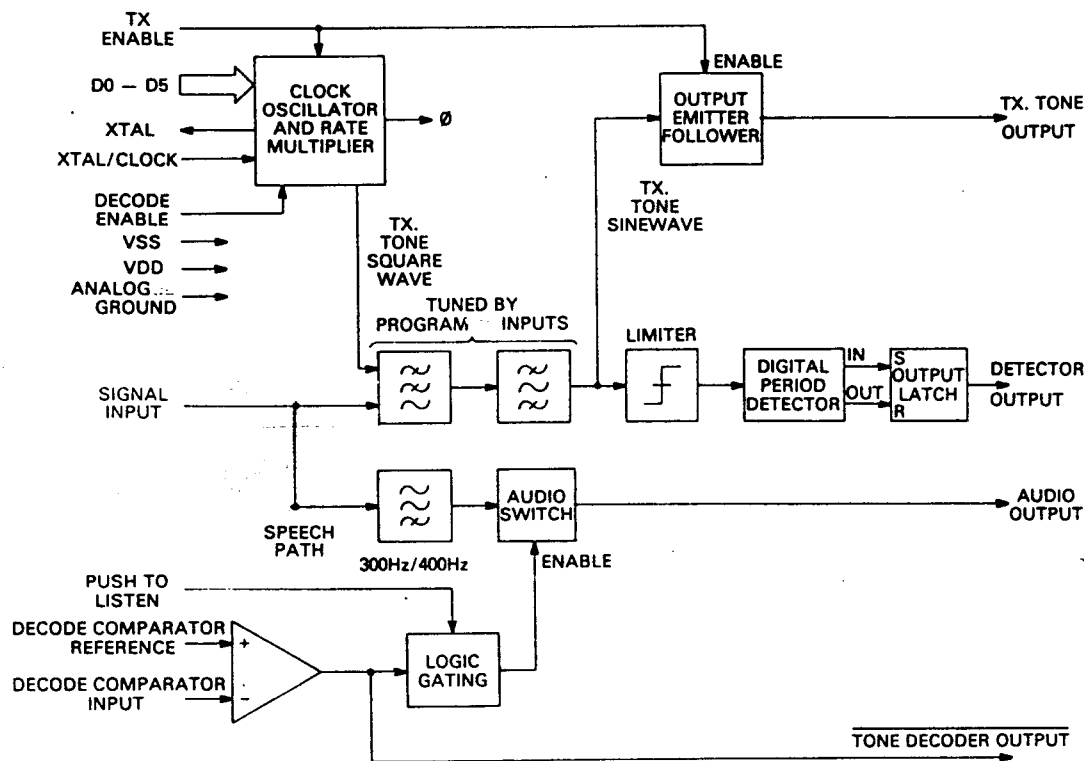 TX
ENABLE
D0 — D5
XTAL
XTAL/CLOCK
DECODE
ENABLE
VSS
VDD
ANALOG
GROUND
CLOCK
OSCILLATOR
AND RATE
MULTIPLIER
Ø
ENABLE
OUTPUT
EMITTER
FOLLOWER
TX. TONE
OUTPUT
TX.
TONE
SQUARE
WAVE
TX.
TONE
SINEWAVE
TUNED BY
PROGRAM INPUTS
LIMITER
SIGNAL
INPUT
DIGITAL
PERIOD
DETECTOR
IN
OUT
S
OUTPUT
LATCH
R
DETECTOR
OUTPUT
SPEECH
PATH
300Hz/400Hz
AUDIO
SWITCH
ENABLE
AUDIO
OUTPUT
PUSH TO
LISTEN
DECODE COMPARATOR
REFERENCE
+
DECODE COMPARATOR
INPUT
−
LOGIC
GATING
TONE DECODER OUTPUT